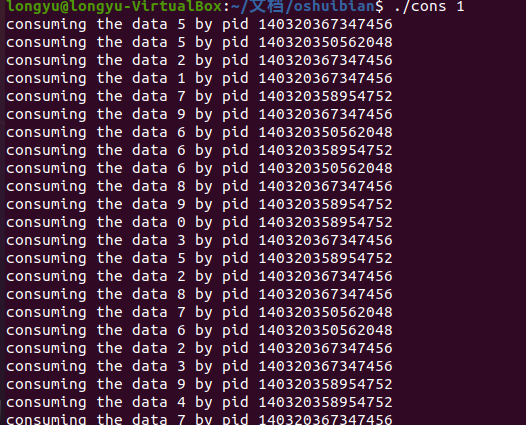 longyu@longyu-VirtualBox:~/文档/oshuibian$ ./cons 1
consuming the data 5 by pid 140320367347456
consuming the data 5 by pid 140320350562048
consuming the data 2 by pid 140320367347456
consuming the data 1 by pid 140320367347456
consuming the data 7 by pid 140320358954752
consuming the data 9 by pid 140320367347456
consuming the data 6 by pid 140320350562048
consuming the data 6 by pid 140320358954752
consuming the data 6 by pid 140320350562048
consuming the data 8 by pid 140320367347456
consuming the data 9 by pid 140320358954752
consuming the data 0 by pid 140320358954752
consuming the data 3 by pid 140320367347456
consuming the data 5 by pid 140320358954752
consuming the data 2 by pid 140320367347456
consuming the data 8 by pid 140320367347456
consuming the data 7 by pid 140320350562048
consuming the data 6 by pid 140320350562048
consuming the data 2 by pid 140320367347456
consuming the data 3 by pid 140320367347456
consuming the data 9 by pid 140320358954752
consuming the data 4 by pid 140320358954752
consuming the data 7 by pid 140320367347456